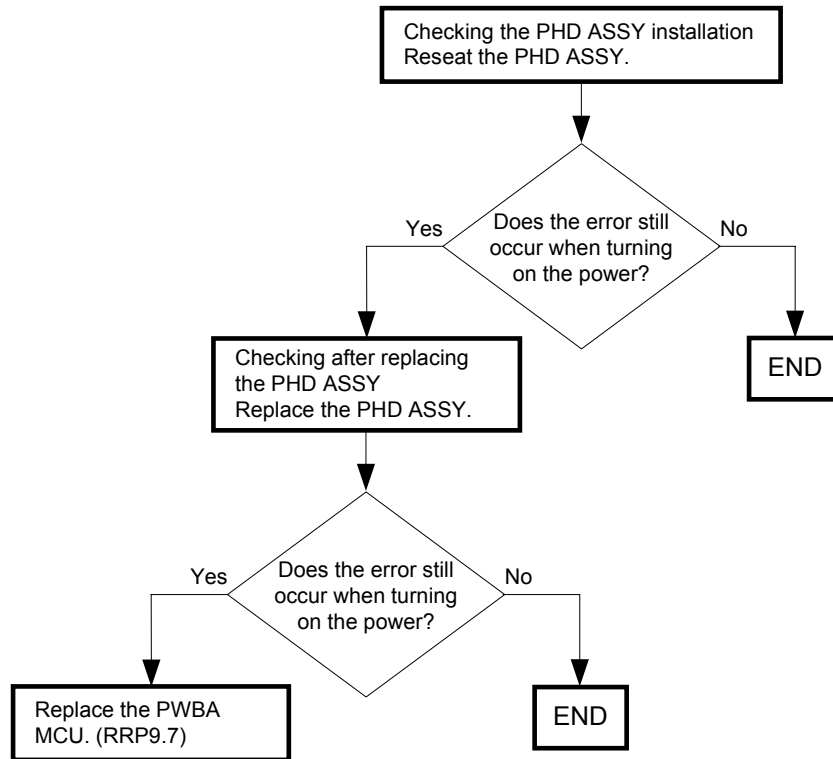 Checking the PHD ASSY installation
Reseat the PHD ASSY.
Does the error still
occur when turning
on the power?
Yes
No
Checking after replacing
the PHD ASSY
Replace the PHD ASSY.
END
Does the error still
occur when turning
on the power?
Yes
No
Replace the PWBA
MCU. (RRP9.7)
END